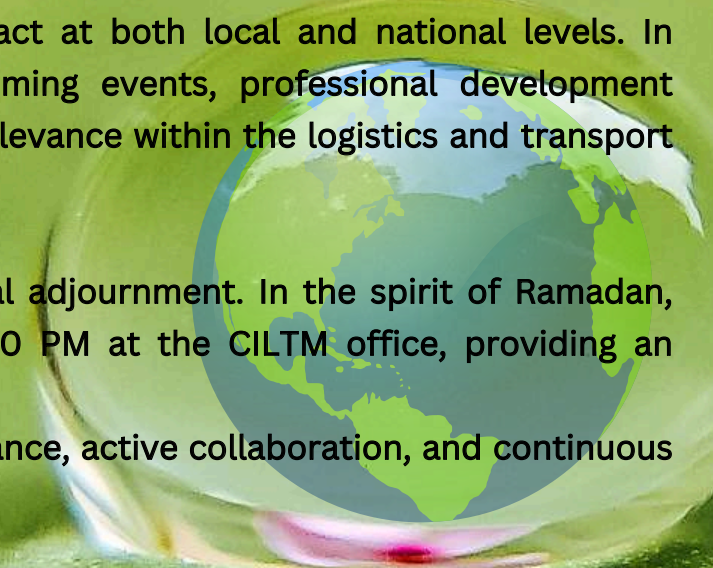 act at both local and national levels. In
ming events, professional development
levance within the logistics and transport
al adjournment. In the spirit of Ramadan,
0 PM at the CILTM office, providing an
ance, active collaboration, and continuous